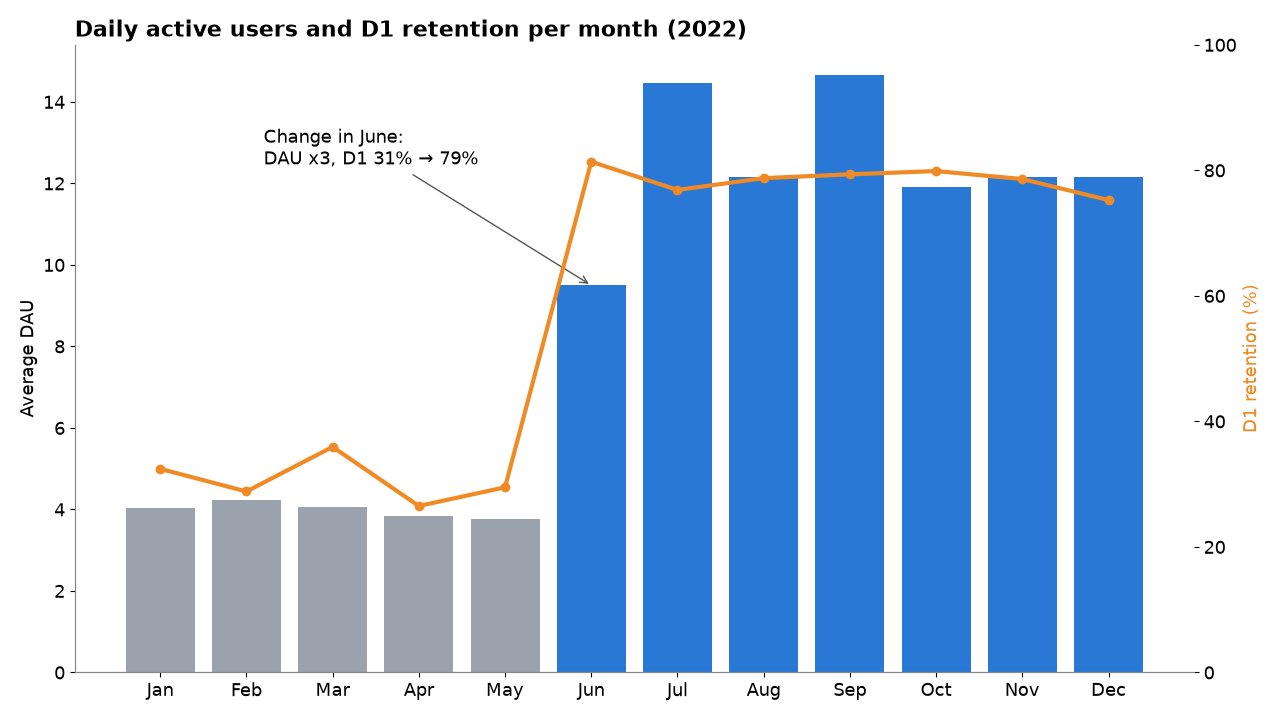 Daily active users and D1 retention per month (2022)
Change in June:
DAU x3, D1 31% → 79%
Average DAU
14
12
10
8
6
4
2
0
D1 retention (%)
100
80
60
40
20
0
Jan Feb Mar Apr May Jun Jul Aug Sep Oct Nov Dec